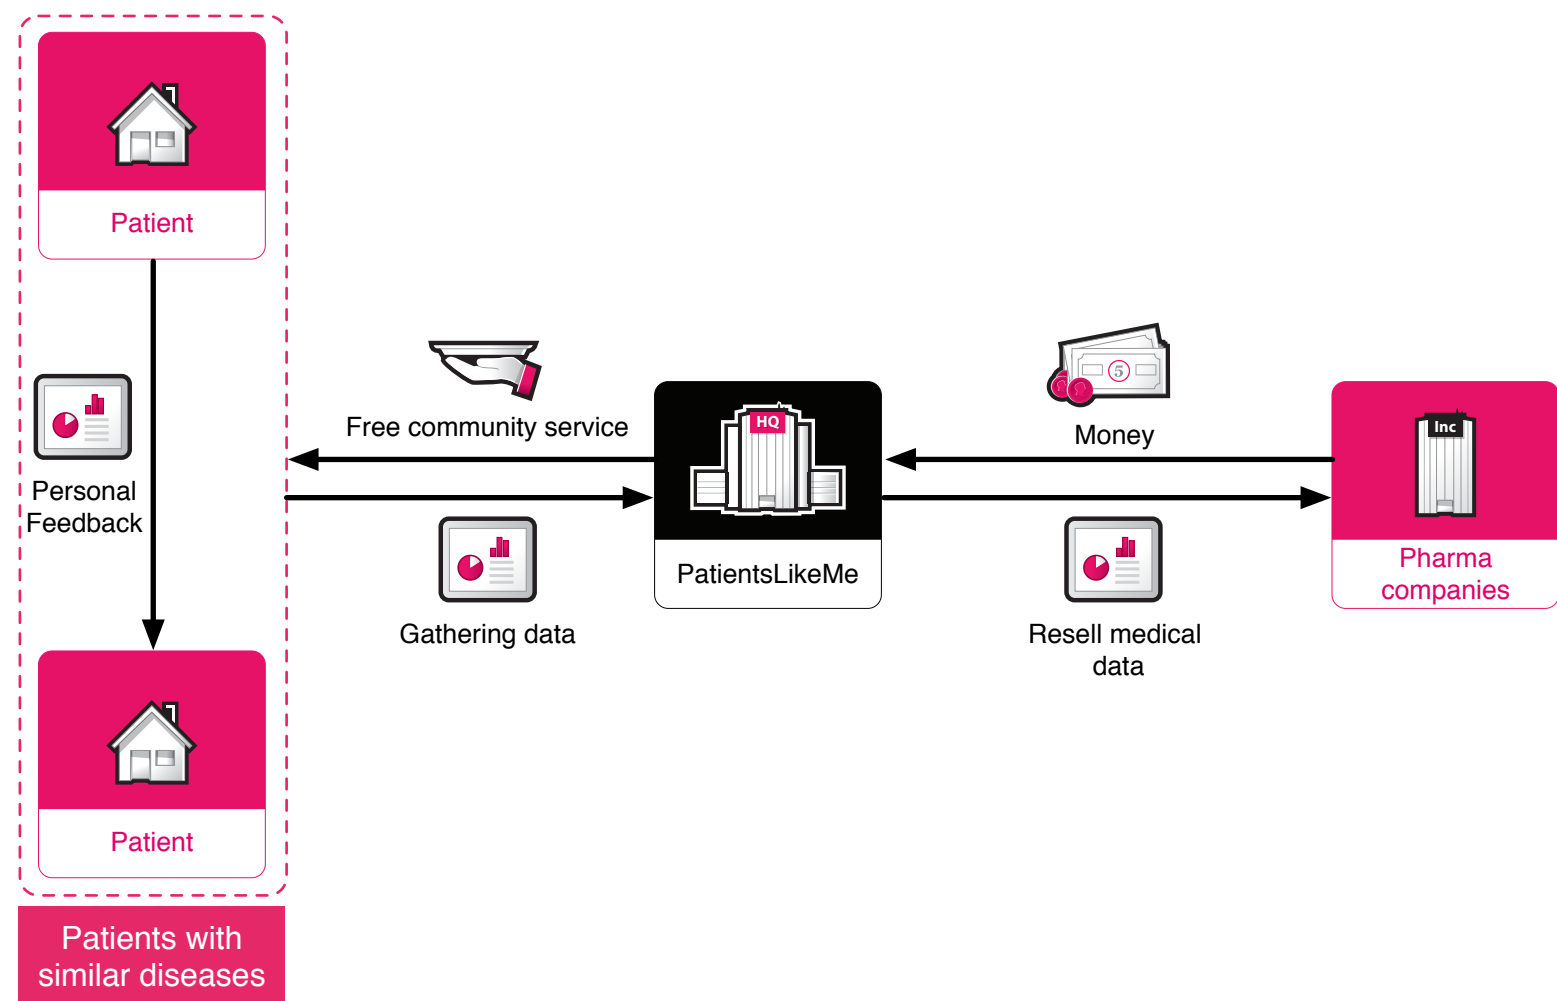 Patient
Personal
Feedback
Patient
Patients with
similar diseases
Free community service
Gathering data
HQ
PatientsLikeMe
5
Money
Resell medical
data
Inc
Pharma
companies